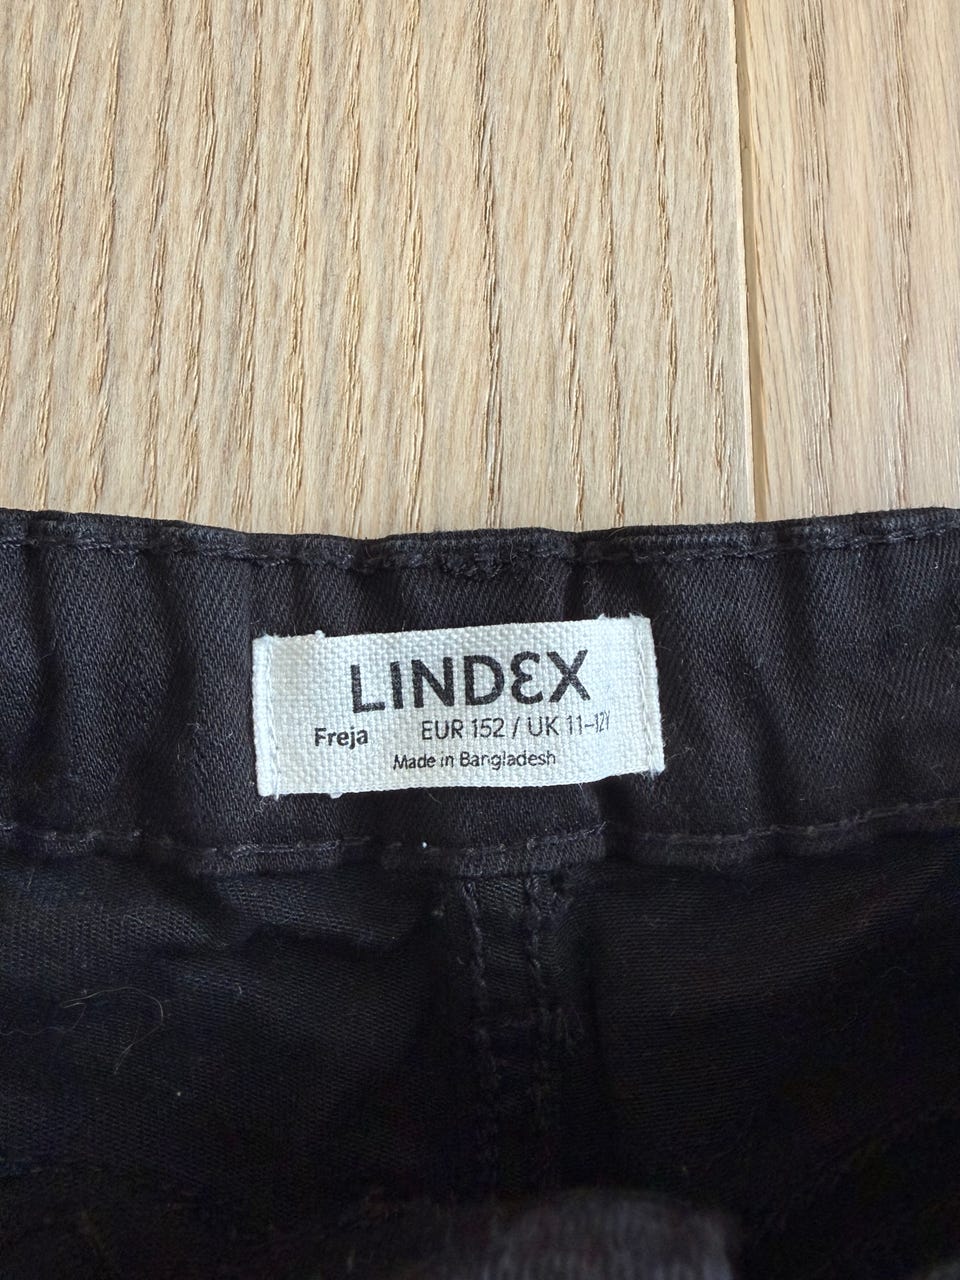 LINDEX
Freja EUR 152 / UK 11-12Y
Made in Bangladesh